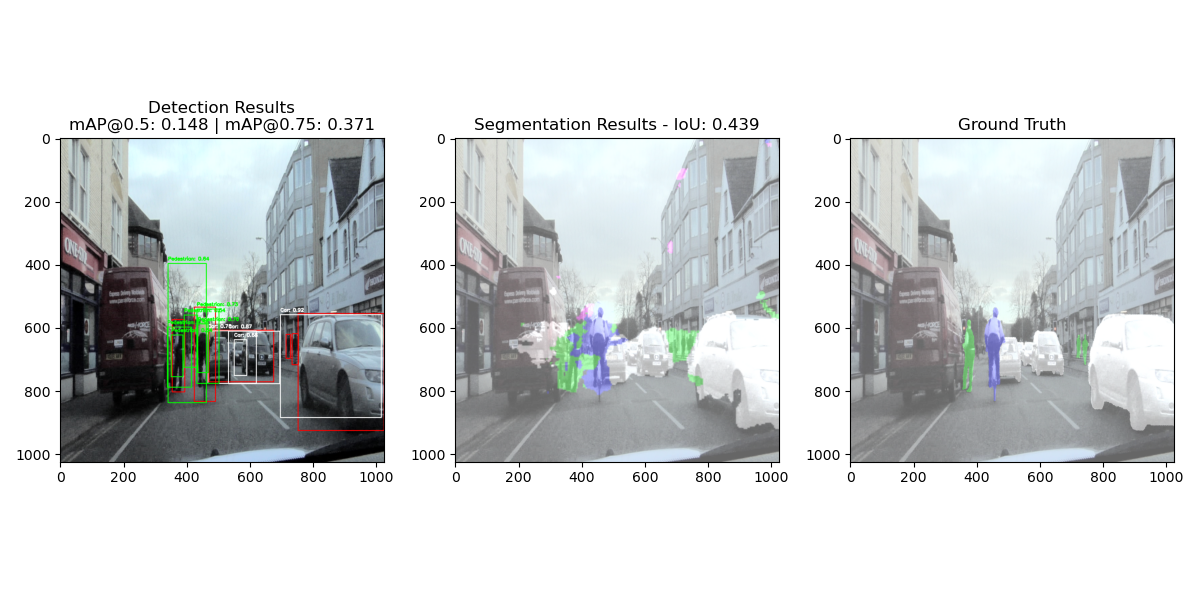 Detection Results
mAP@0.5: 0.148 | mAP@0.75: 0.371
Segmentation Results - IoU: 0.439
Ground Truth
0
200
400
600
800
1000
0 200 400 600 800 1000
0
200
400
600
800
1000
0 200 400 600 800 1000
0
200
400
600
800
1000
0 200 400 600 800 1000
Pedestrian 0.54
Car: 0.92